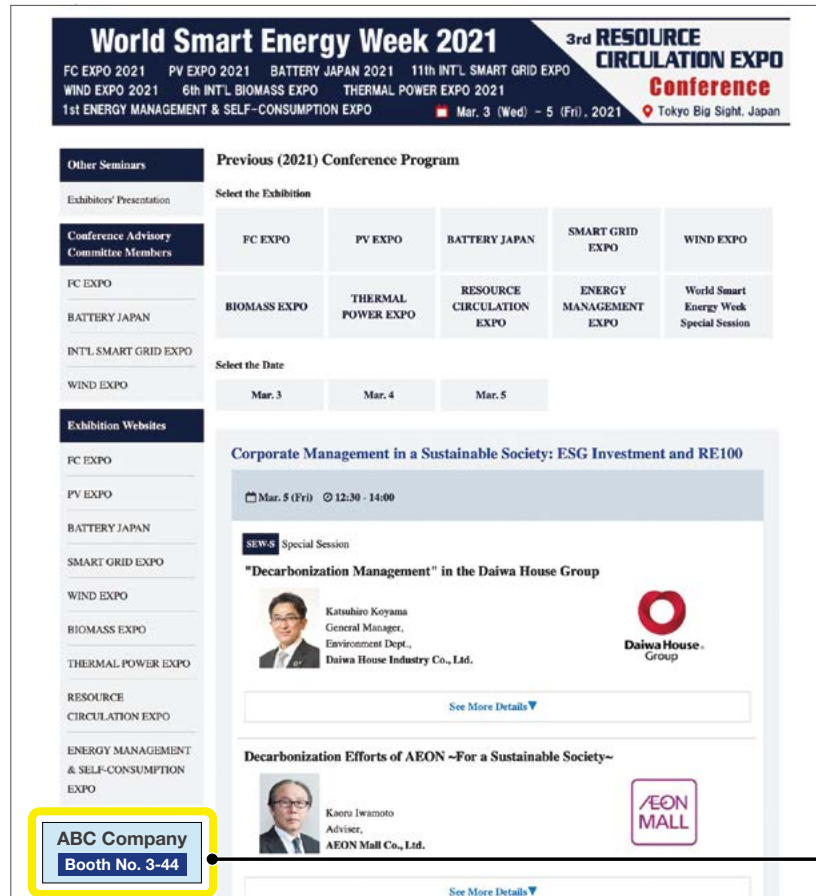 World Smart Energy Week 2021
FC EXPO 2021 PV EXPO 2021 BATTERY JAPAN 2021 11th INT'L SMART GRID EXPO
WIND EXPO 2021 6th INT'L BIOMASS EXPO THERMAL POWER EXPO 2021
1st ENERGY MANAGEMENT & SELF-CONSUMPTION EXPO Mar. 3 (Wed) – 5 (Fri), 2021
3rd RESOURCE
CIRCULATION EXPO
Conference
Tokyo Big Sight, Japan
Other Seminars
Exhibitors' Presentation
Conference Advisory
Committee Members
FC EXPO
BATTERY JAPAN
INT'L SMART GRID EXPO
WIND EXPO
Exhibition Websites
FC EXPO
PV EXPO
BATTERY JAPAN
SMART GRID EXPO
WIND EXPO
BIOMASS EXPO
THERMAL POWER EXPO
RESOURCE
CIRCULATION EXPO
ENERGY MANAGEMENT
& SELF-CONSUMPTION
EXPO
ABC Company
Booth No. 3-44
Previous (2021) Conference Program
Select the Exhibition
FC EXPO
PV EXPO
BATTERY JAPAN
SMART GRID
EXPO
WIND EXPO
BIOMASS EXPO
THERMAL
POWER EXPO
RESOURCE
CIRCULATION
EXPO
ENERGY
MANAGEMENT
EXPO
World Smart
Energy Week
Special Session
Select the Date
Mar. 3
Mar. 4
Mar. 5
Corporate Management in a Sustainable Society: ESG Investment and RE100
Mar. 5 (Fri) 12:30 - 14:00
SEW-S Special Session
"Decarbonization Management" in the Daiwa House Group
Katsuhiro Koyama
General Manager,
Environment Dept.,
Daiwa House Industry Co., Ltd.
Daiwa House®
Group
See More Details▼
Decarbonization Efforts of AEON ~For a Sustainable Society~
Kaoru Iwamoto
Adviser,
AEON Mall Co., Ltd.
ÆON
MALL
See More Details▼